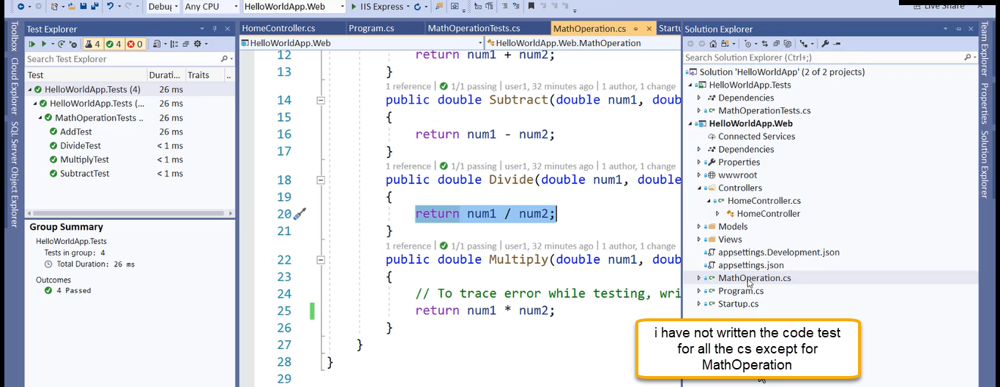 Debug
Any CPU
HelloWorldApp.Web
IIS Express
Live Share
Toolbox
Cloud Explorer
SQL Server Object Explorer
Test Explorer
4
4
0
Search Test Explorer
Test Durati... Traits ..
HelloWorldApp.Tests (4) 26 ms
HelloWorldApp.Tests (... 26 ms
MathOperationTests .. 26 ms
AddTest 26 ms
DivideTest < 1 ms
MultiplyTest < 1 ms
SubtractTest < 1 ms
Group Summary
HelloWorldApp.Tests
Tests in group: 4
Total Duration: 26 ms
Outcomes
4 Passed
HomeController.cs Program.cs MathOperationTests.cs MathOperation.cs Startu
HelloWorldApp.Web HelloWorldApp.Web.MathOperation
12 return num1 + num2;
13 }
1 reference | 1/1 passing | user1, 32 minutes ago | 1 author, 1 change
14 public double Subtract(double num1, doub
15 {
16 return num1 - num2;
17 }
1 reference | 1/1 passing | user1, 32 minutes ago | 1 author, 1 change
18 public double Divide(double num1, double
19 {
20 return num1 / num2;
21 }
1 reference | 1/1 passing | user1, 32 minutes ago | 1 author, 1 change
22 public double Multiply(double num1, doub
23 {
24 // To trace error while testing, wri
25 return num1 * num2;
26 }
27 }
28 }
29
Solution Explorer
Search Solution Explorer (Ctrl+;)
Solution 'HelloWorldApp' (2 of 2 projects)
HelloWorldApp.Tests
Dependencies
MathOperationTests.cs
HelloWorldApp.Web
Connected Services
Dependencies
Properties
wwwroot
Controllers
HomeController.cs
HomeController
Models
Views
appsettings.Development.json
appsettings.json
MathOperation.cs
Program.cs
Startup.cs
i have not written the code test
for all the cs except for
MathOperation
Team Explorer
Properties
Solution Explorer